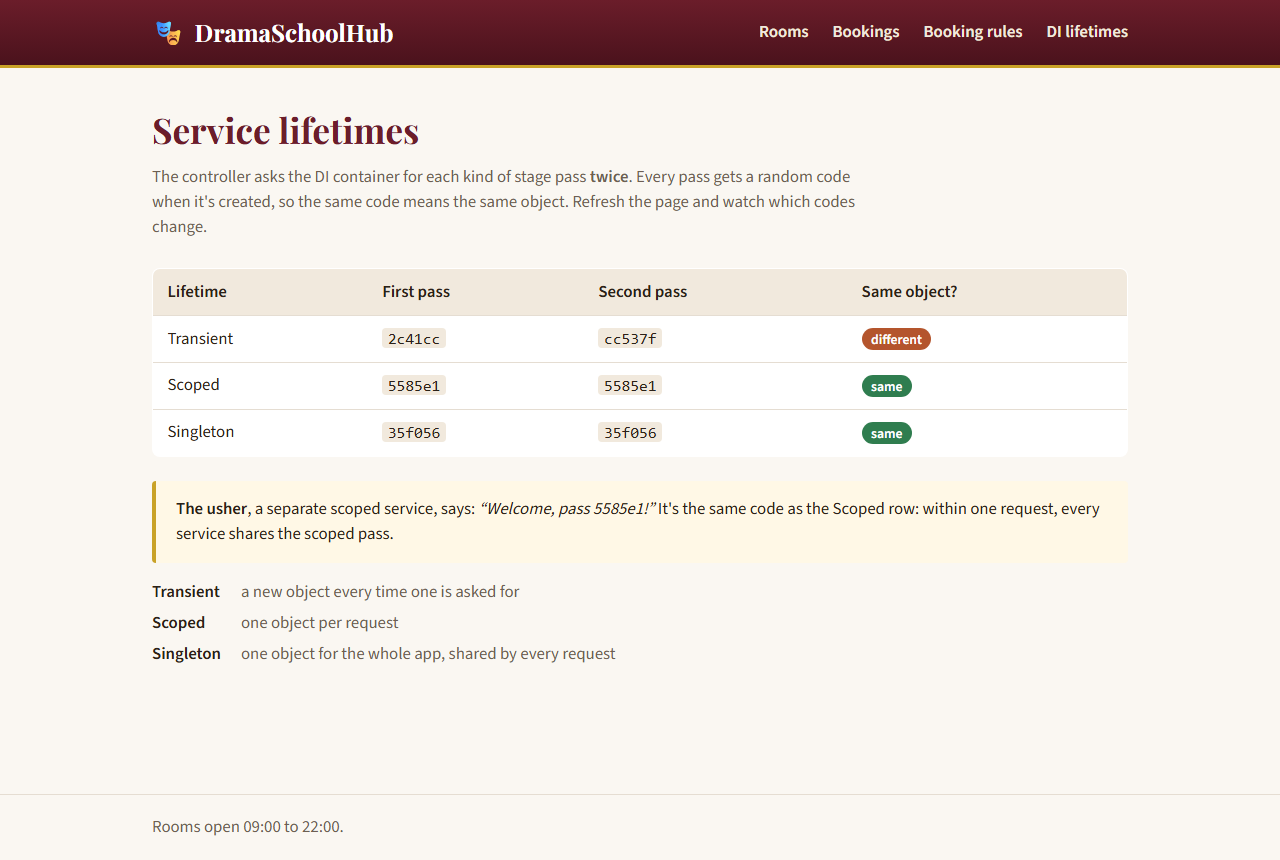 DramaSchoolHub
Rooms Bookings Booking rules DI lifetimes
Service lifetimes
The controller asks the DI container for each kind of stage pass twice. Every pass gets a random code
when it's created, so the same code means the same object. Refresh the page and watch which codes
change.
Lifetime First pass Second pass Same object?
Transient 2c41cc cc537f different
Scoped 5585e1 5585e1 same
Singleton 35f056 35f056 same
The usher, a separate scoped service, says: “Welcome, pass 5585e1!” It's the same code as the Scoped row: within one request, every
service shares the scoped pass.
Transient a new object every time one is asked for
Scoped one object per request
Singleton one object for the whole app, shared by every request
Rooms open 09:00 to 22:00.